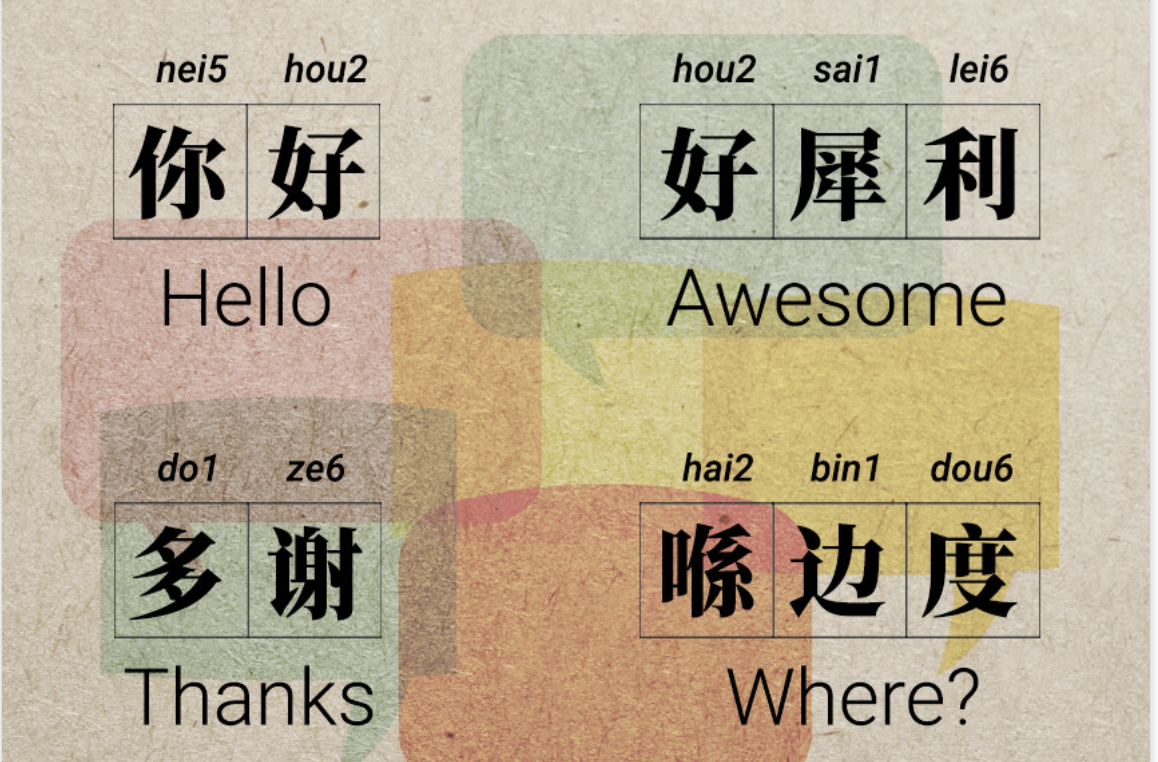 nei5 hou2
你好
Hello
hou2 sai1 lei6
好犀利
Awesome
do1 ze6
多谢
Thanks
hai2 bin1 dou6
喺边度
Where?